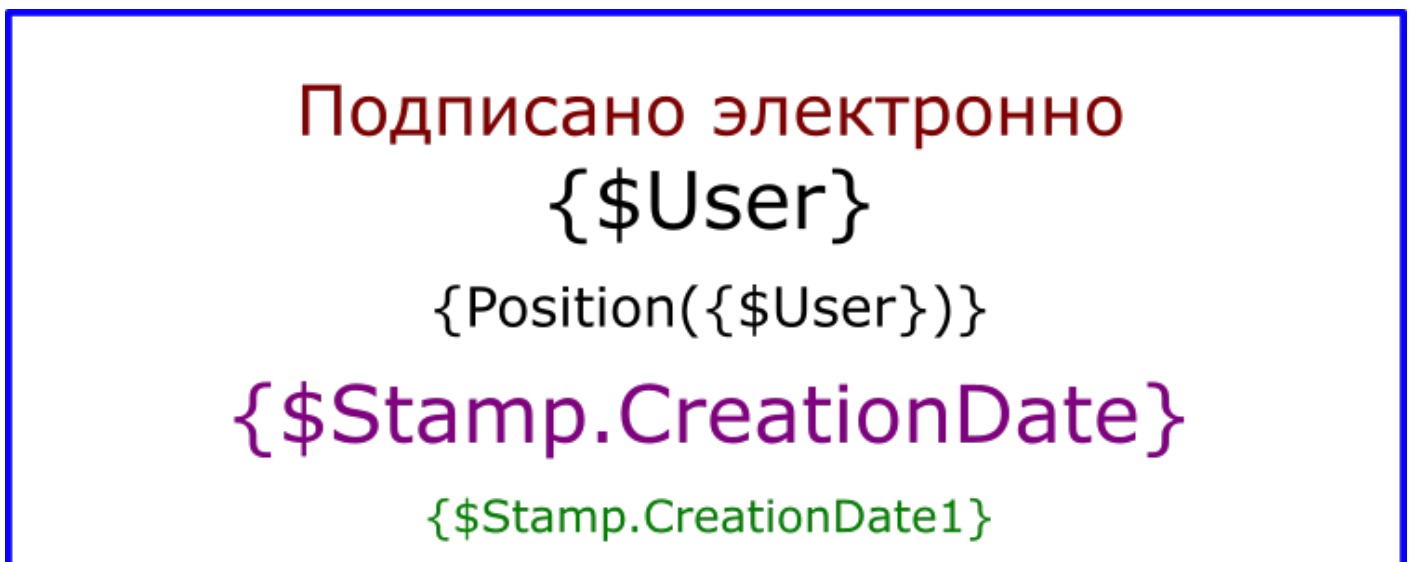 Подписано электронно
{$User}
{Position({$User})}
{$Stamp.CreationDate}
{$Stamp.CreationDate1}